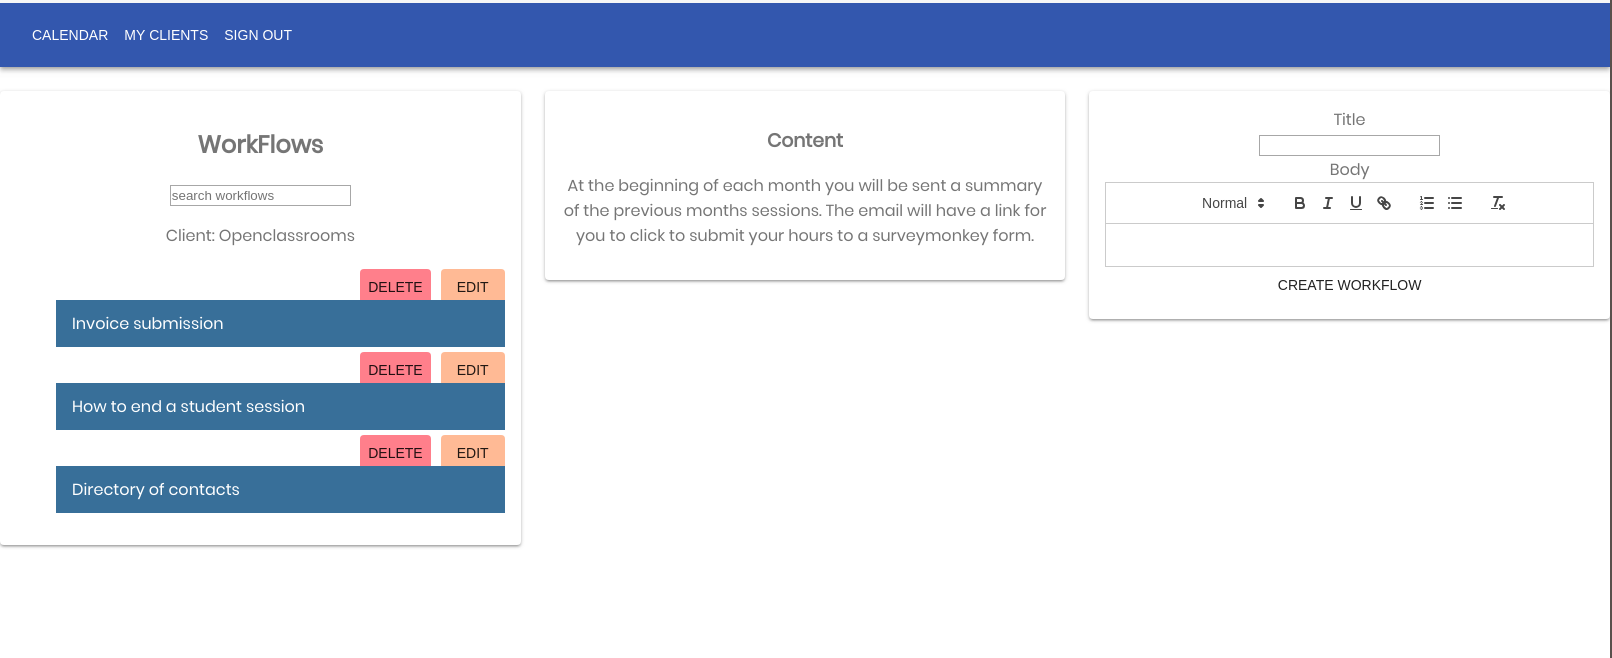 CALENDAR MY CLIENTS SIGN OUT
WorkFlows
search workflows
Client: Openclassrooms
DELETE EDIT
Invoice submission
DELETE EDIT
How to end a student session
DELETE EDIT
Directory of contacts
Content
At the beginning of each month you will be sent a summary
of the previous months sessions. The email will have a link for
you to click to submit your hours to a surveymonkey form.
Title
Body
Normal
CREATE WORKFLOW